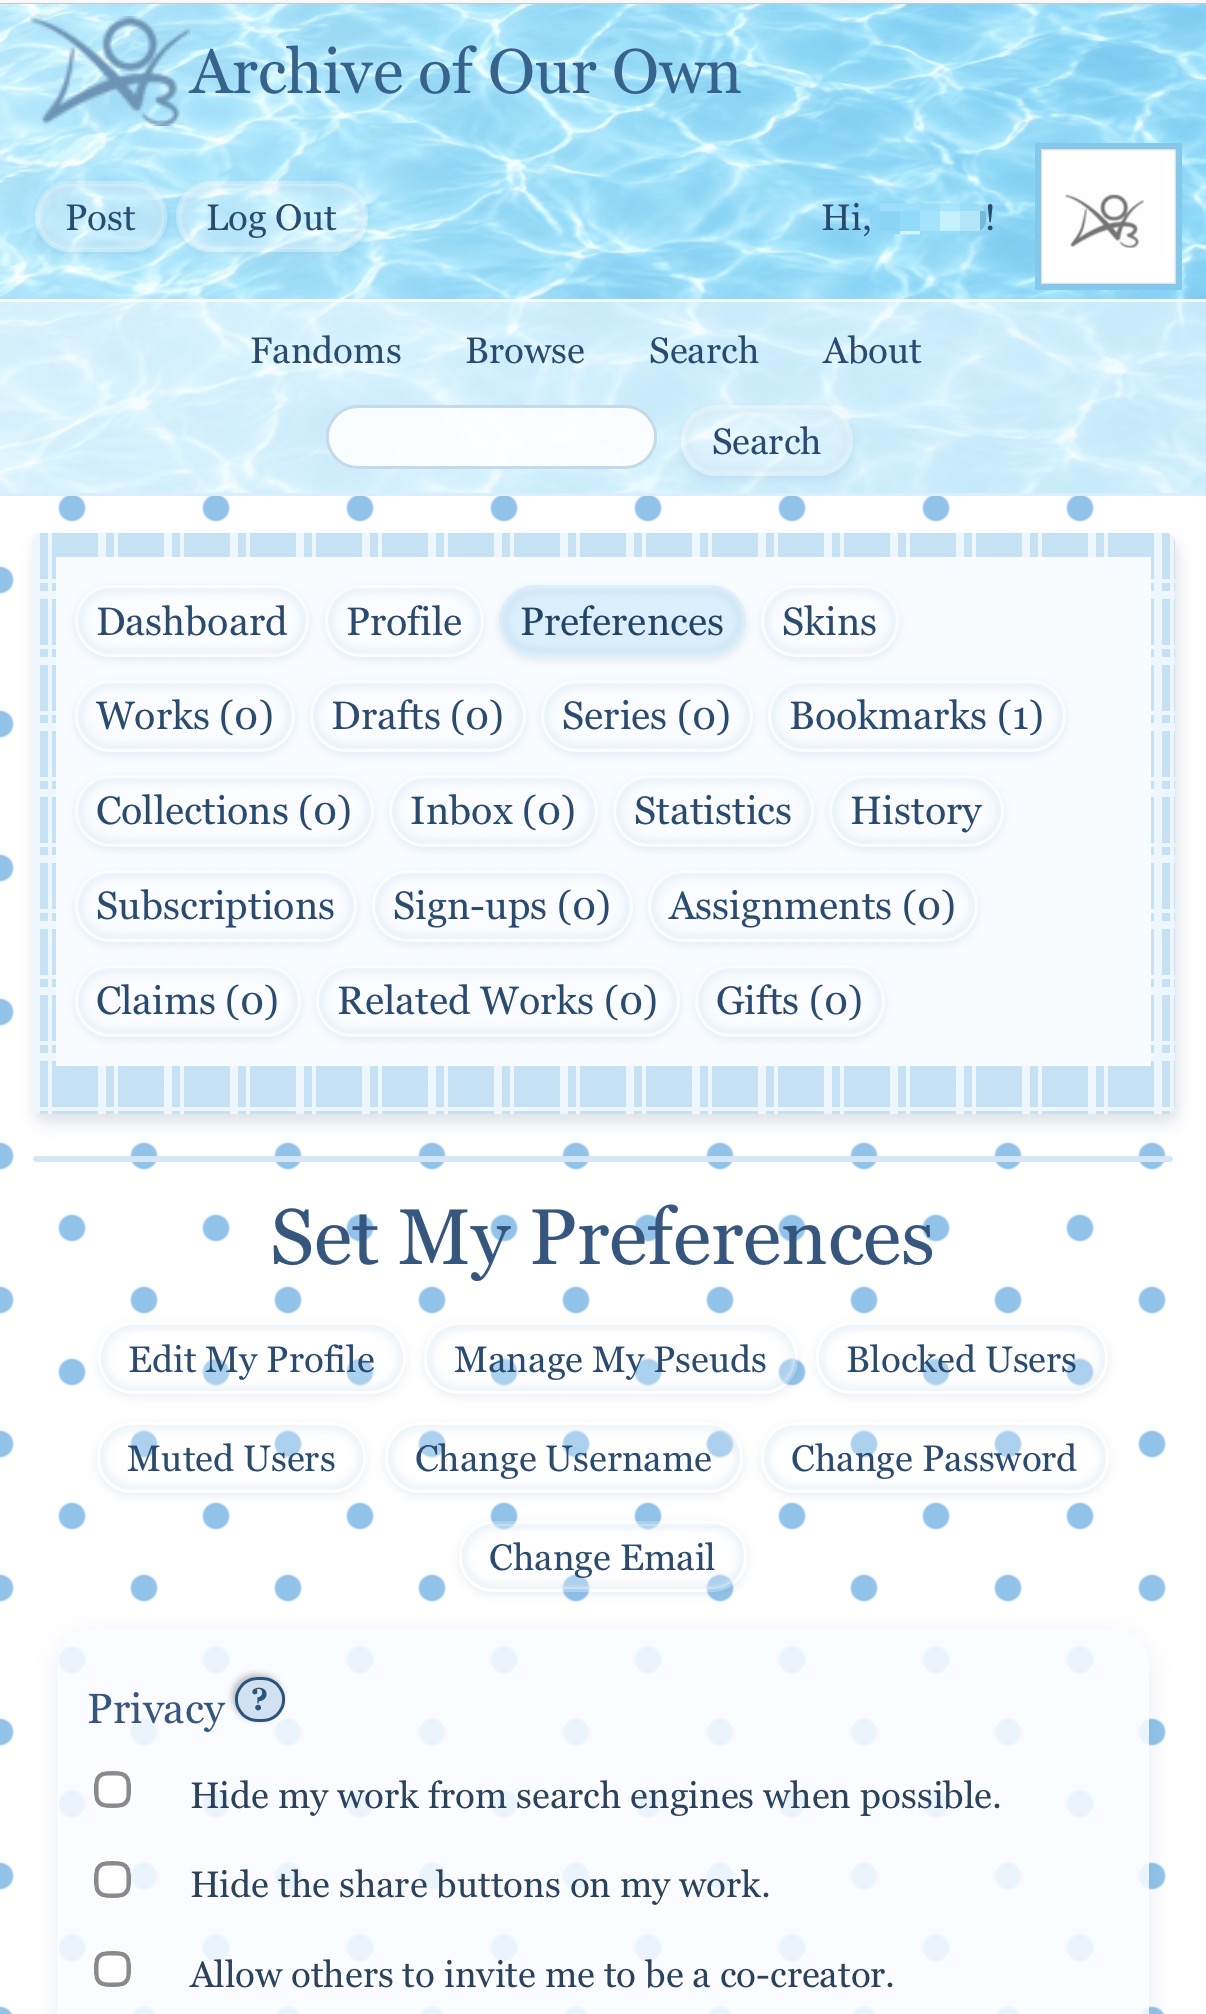 Archive of Our Own
Post Log Out Hi, !
Fandoms Browse Search About
Search
Dashboard Profile Preferences Skins
Works (0) Drafts (0) Series (0) Bookmarks (1)
Collections (0) Inbox (0) Statistics History
Subscriptions Sign-ups (0) Assignments (0)
Claims (0) Related Works (0) Gifts (0)
Set My Preferences
Edit My Profile Manage My Pseuds Blocked Users
Muted Users Change Username Change Password
Change Email
Privacy ?
Hide my work from search engines when possible.
Hide the share buttons on my work.
Allow others to invite me to be a co-creator.